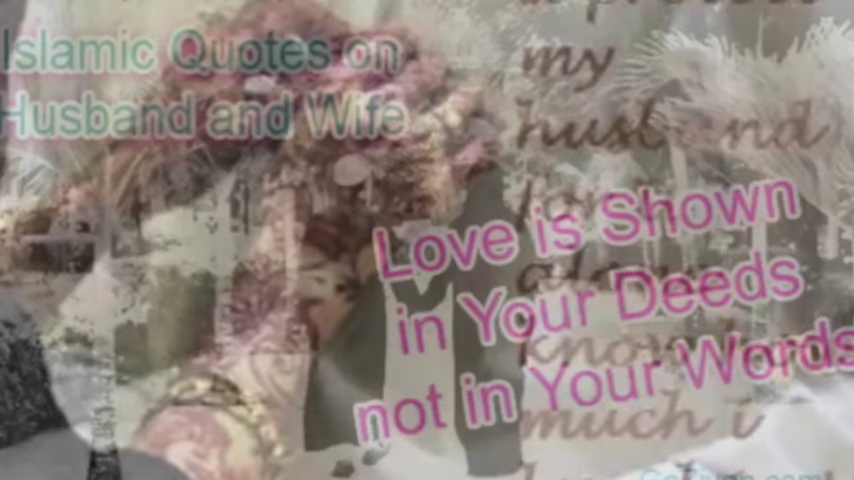 Islamic Quotes on
Husband and Wife
my
husband
Love is Shown
in Your Deeds
not in Your Words
know
much i